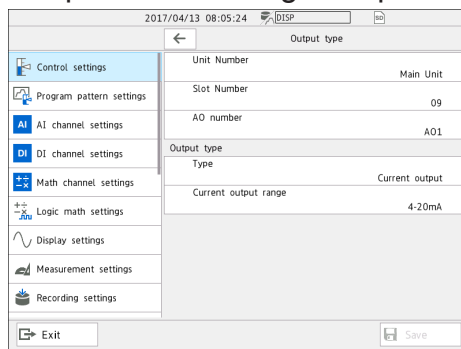 2017/04/13 08:05:24 DISP SD
Output type
Control settings
Program pattern settings
AI AI channel settings
DI DI channel settings
Math channel settings
Logic math settings
Display settings
Measurement settings
Recording settings
Unit Number
Main Unit
Slot Number
09
AO number
AO1
Output type
Type
Current output
Current output range
4-20mA
Exit
Save